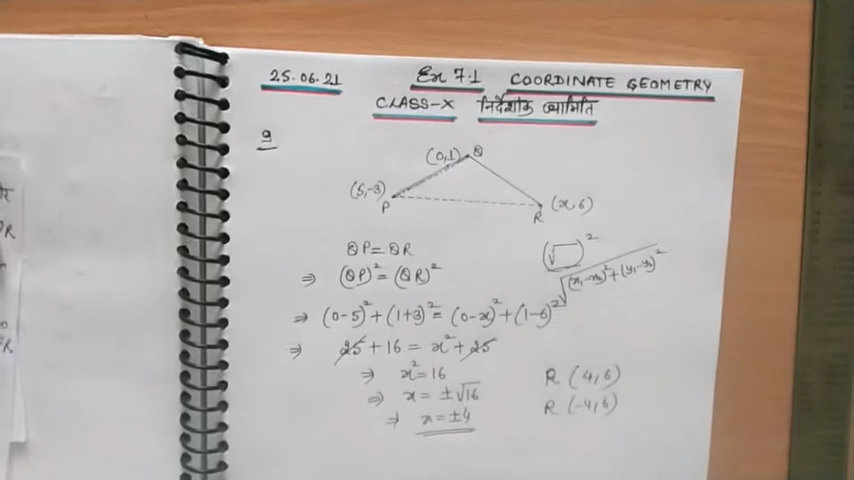 25.06.21 Ex 7.1 COORDINATE GEOMETRY
CLASS-X निर्देशांक ज्यामिति
9
(0,1) Q
(5,-3) P
R (x,6)
QP = QR
⇒ (QP)² = (QR)²
(√ )²
√(x₁-x₂)²+(y₁-y₂)²
⇒ (0-5)²+(1+3)² = (0-x)²+(1-6)²
⇒ 25+16 = x²+25
⇒ x² = 16
⇒ x = ±√16
⇒ x = ±4
R (4,6)
R (-4,6)